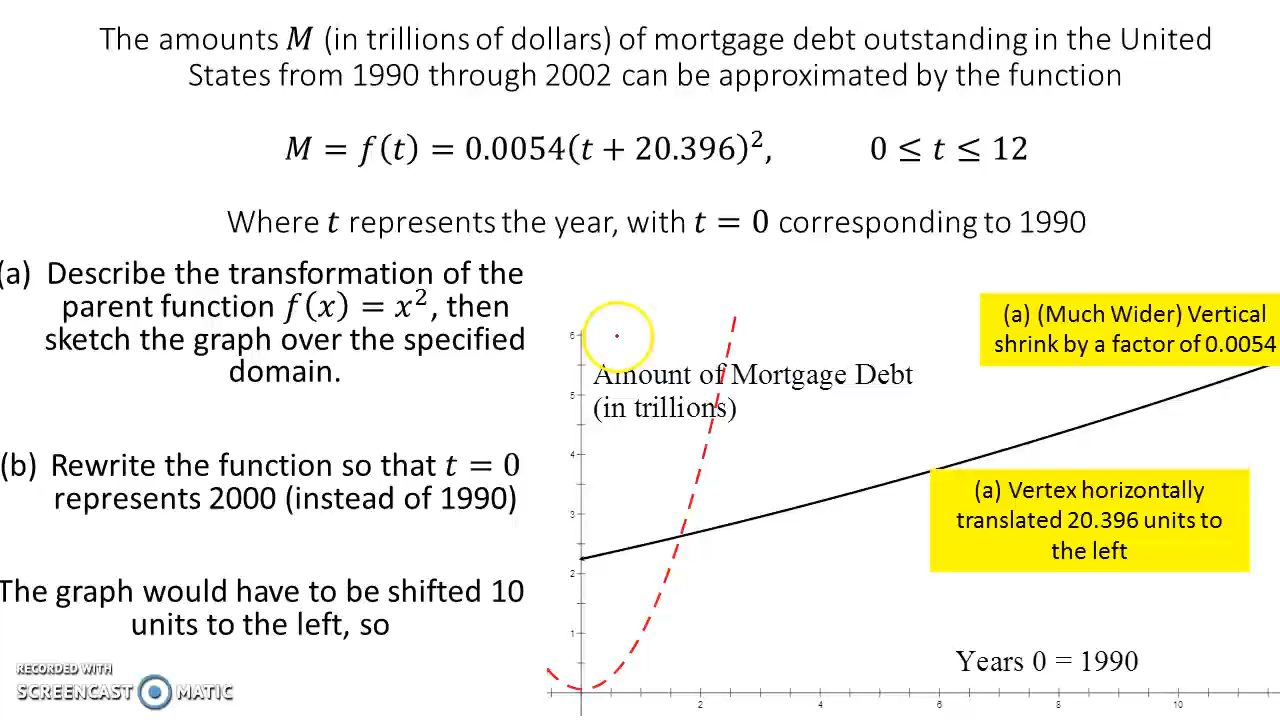 The amounts M (in trillions of dollars) of mortgage debt outstanding in the United
States from 1990 through 2002 can be approximated by the function
M = f(t) = 0.0054(t + 20.396)², 0 ≤ t ≤ 12
Where t represents the year, with t = 0 corresponding to 1990
(a) Describe the transformation of the
parent function f(x) = x², then
sketch the graph over the specified
domain.
(b) Rewrite the function so that t = 0
represents 2000 (instead of 1990)
The graph would have to be shifted 10
units to the left, so
(a) (Much Wider) Vertical
shrink by a factor of 0.0054
6
Amount of Mortgage Debt
(in trillions)
5
4
(a) Vertex horizontally
translated 20.396 units to
the left
3
2
1
Years 0 = 1990
2 4 6 8 10
RECORDED WITH
SCREENCAST MATIC